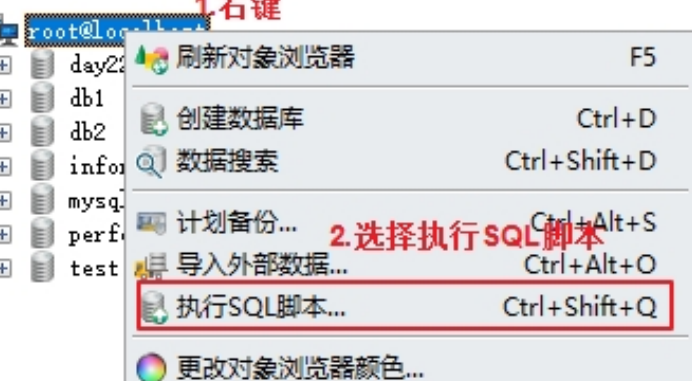 1.右键
root@localhost
day22
db1
db2
infor
mysql
perfo
test
刷新对象浏览器 F5
创建数据库 Ctrl+D
数据搜索 Ctrl+Shift+D
计划备份... Ctrl+Alt+S
2.选择执行SQL脚本
导入外部数据... Ctrl+Alt+O
执行SQL脚本... Ctrl+Shift+Q
更改对象浏览器颜色...